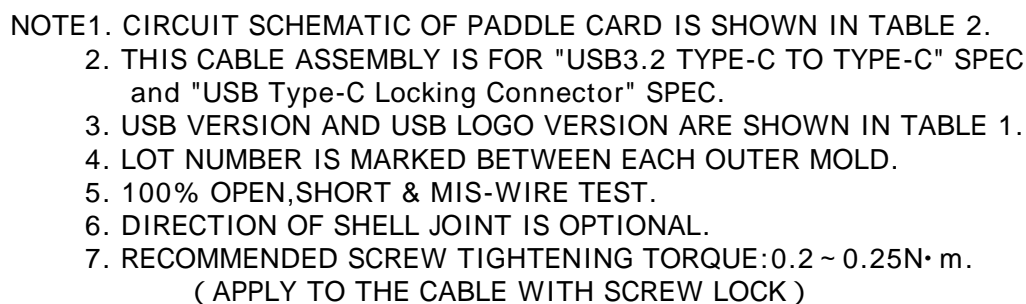 NOTE1. CIRCUIT SCHEMATIC OF PADDLE CARD IS SHOWN IN TABLE 2.
2. THIS CABLE ASSEMBLY IS FOR "USB3.2 TYPE-C TO TYPE-C" SPEC
and "USB Type-C Locking Connector" SPEC.
3. USB VERSION AND USB LOGO VERSION ARE SHOWN IN TABLE 1.
4. LOT NUMBER IS MARKED BETWEEN EACH OUTER MOLD.
5. 100% OPEN,SHORT & MIS-WIRE TEST.
6. DIRECTION OF SHELL JOINT IS OPTIONAL.
7. RECOMMENDED SCREW TIGHTENING TORQUE:0.2~0.25N·m.
(APPLY TO THE CABLE WITH SCREW LOCK)